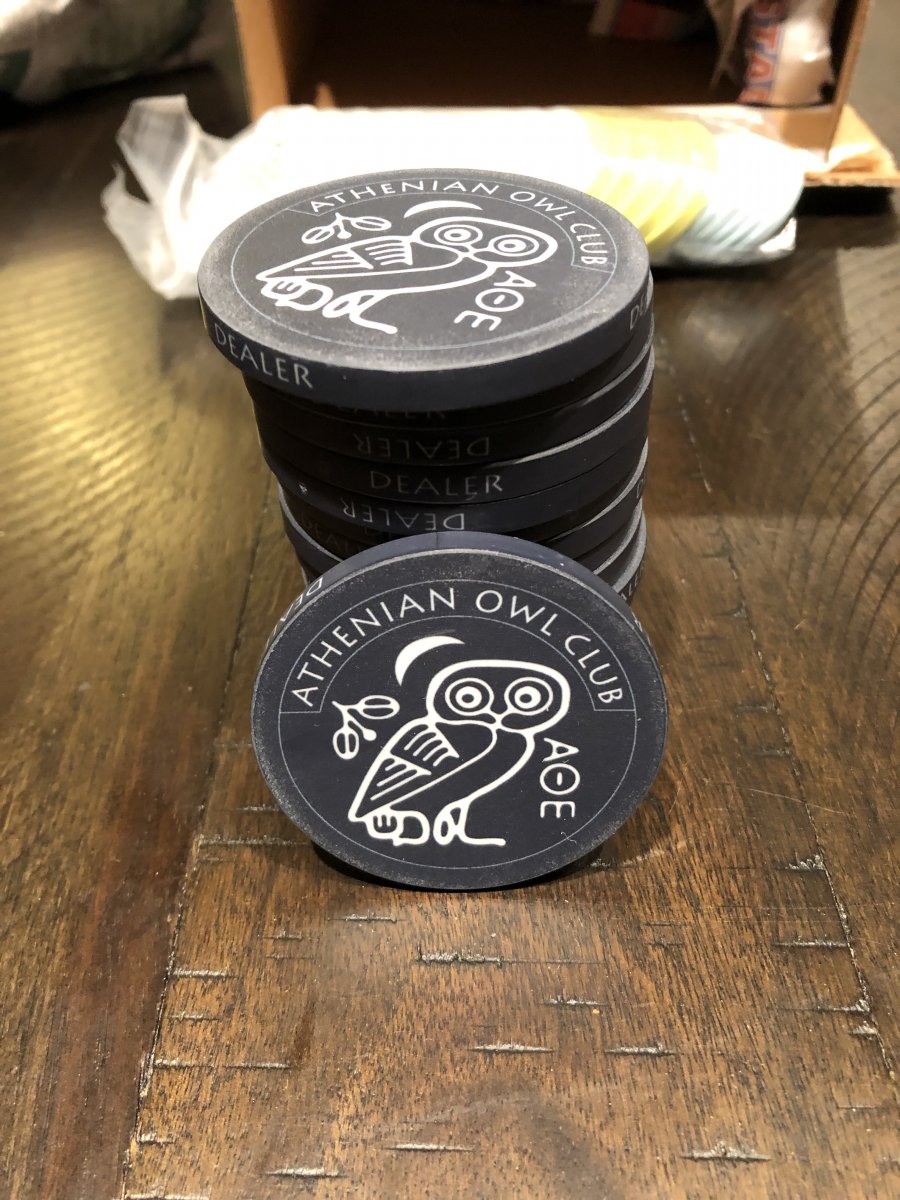 ATHENIAN OWL CLUB
ΑΘΕ
DEALER
DEALER
DEALER
DEALER
ATHENIAN OWL CLUB
ΑΘΕ